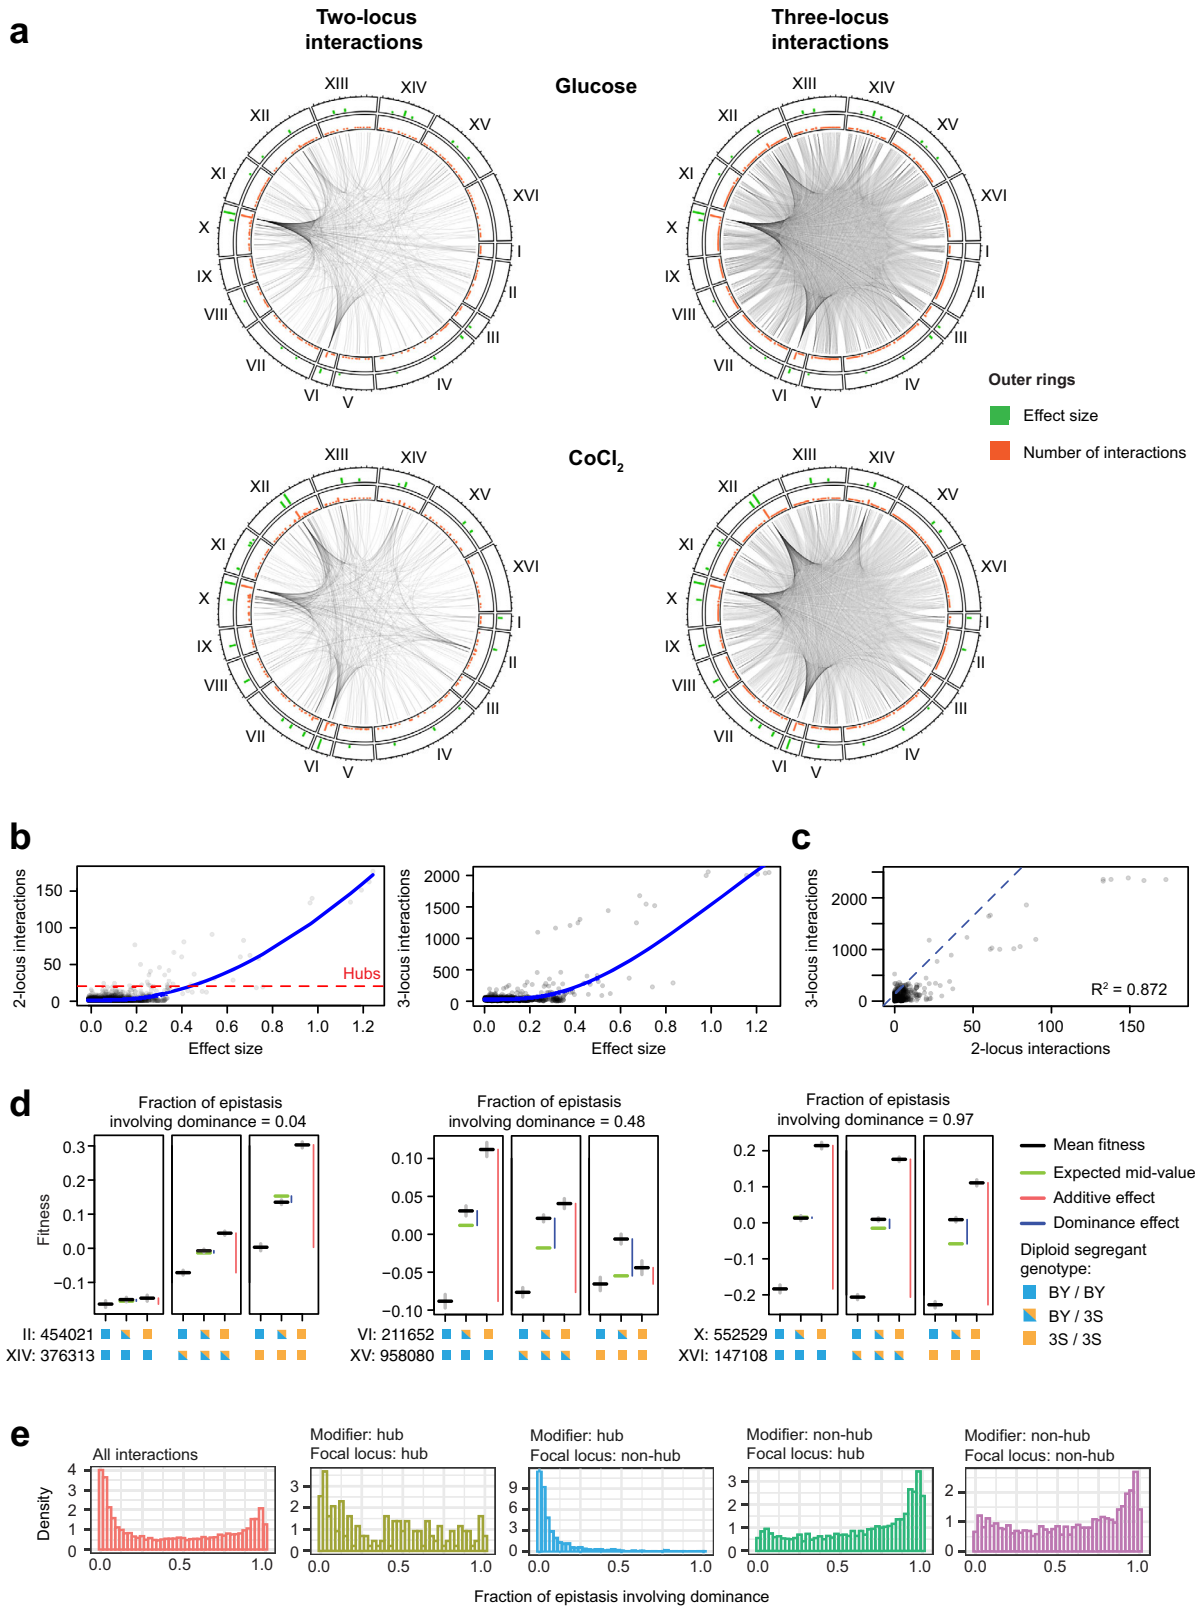 a
Two-locus
interactions
Three-locus
interactions
Glucose
XIII
XIV
XII
XV
XI
XVI
X
I
IX
II
VIII
III
VII
IV
VI
V
XIII
XIV
XII
XV
XI
XVI
X
I
IX
II
VIII
III
VII
IV
VI
V
Outer rings
Effect size
Number of interactions
CoCl2
XIII
XIV
XII
XV
XI
XVI
X
I
IX
II
VIII
III
VII
IV
VI
V
XIII
XIV
XII
XV
XI
XVI
X
I
IX
II
VIII
III
VII
IV
VI
V
b
2-locus interactions
150
100
50
0
Hubs
0.0 0.2 0.4 0.6 0.8 1.0 1.2
Effect size
3-locus interactions
2000
1500
1000
500
0
0.0 0.2 0.4 0.6 0.8 1.0 1.2
Effect size
c
3-locus interactions
2000
1000
0
R² = 0.872
0 50 100 150
2-locus interactions
d
Fraction of epistasis
involving dominance = 0.04
Fitness
0.3
0.2
0.1
0.0
−0.1
II: 454021
XIV: 376313
Fraction of epistasis
involving dominance = 0.48
0.10
0.05
0.00
−0.05
−0.10
VI: 211652
XV: 958080
Fraction of epistasis
involving dominance = 0.97
0.2
0.1
0.0
−0.1
−0.2
X: 552529
XVI: 147108
Mean fitness
Expected mid-value
Additive effect
Dominance effect
Diploid segregant
genotype:
BY / BY
BY / 3S
3S / 3S
e
All interactions
Density
4
3
2
1
0
0.0 0.5 1.0
Modifier: hub
Focal locus: hub
3
2
1
0
0.0 0.5 1.0
Modifier: hub
Focal locus: non-hub
9
6
3
0
0.0 0.5 1.0
Modifier: non-hub
Focal locus: hub
3
2
1
0
0.0 0.5 1.0
Modifier: non-hub
Focal locus: non-hub
2
1
0
0.0 0.5 1.0
Fraction of epistasis involving dominance